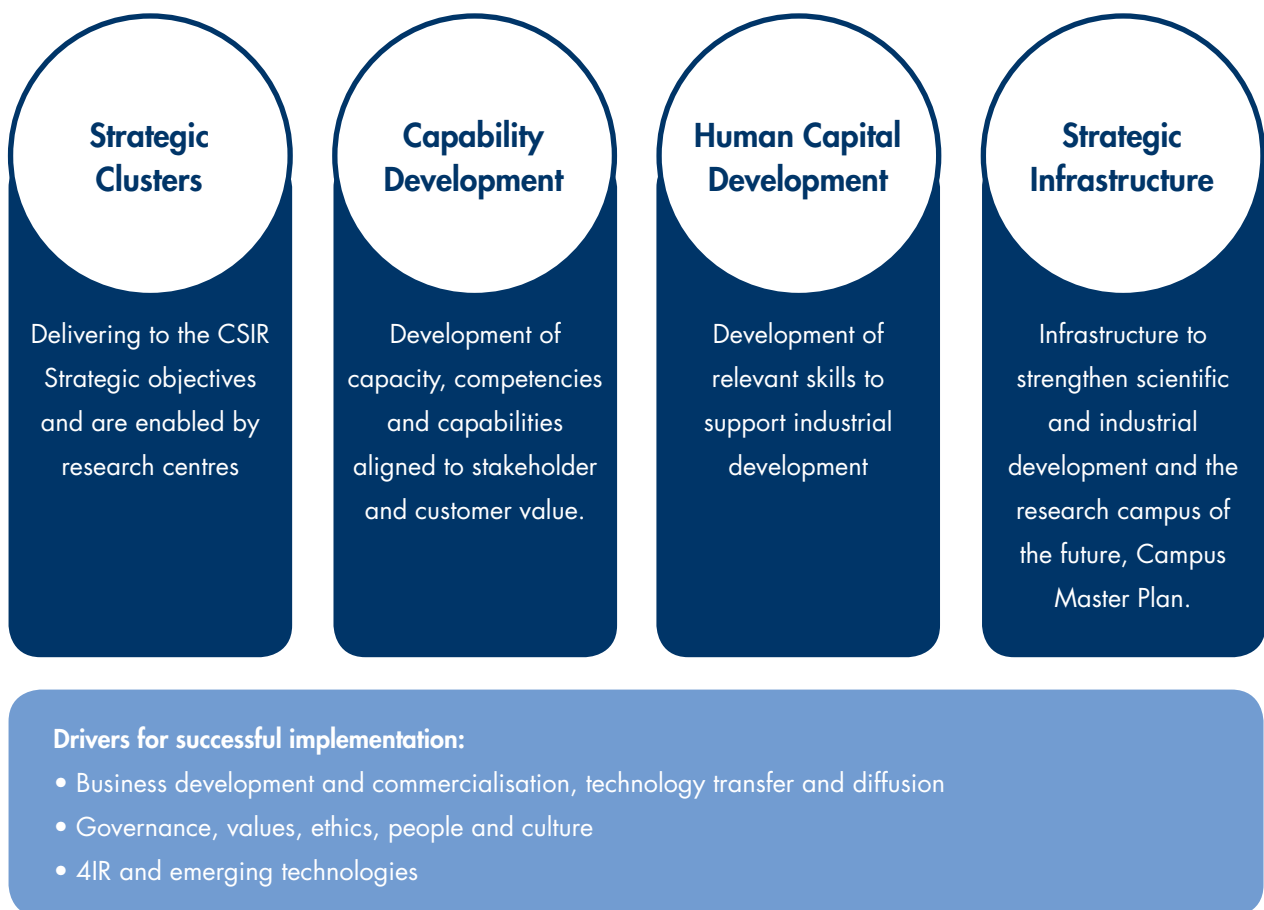 Strategic
Clusters
Delivering to the CSIR
Strategic objectives
and are enabled by
research centres
Capability
Development
Development of
capacity, competencies
and capabilities
aligned to stakeholder
and customer value.
Human Capital
Development
Development of
relevant skills to
support industrial
development
Strategic
Infrastructure
Infrastructure to
strengthen scientific
and industrial
development and the
research campus of
the future, Campus
Master Plan.
Drivers for successful implementation:
• Business development and commercialisation, technology transfer and diffusion
• Governance, values, ethics, people and culture
• 4IR and emerging technologies